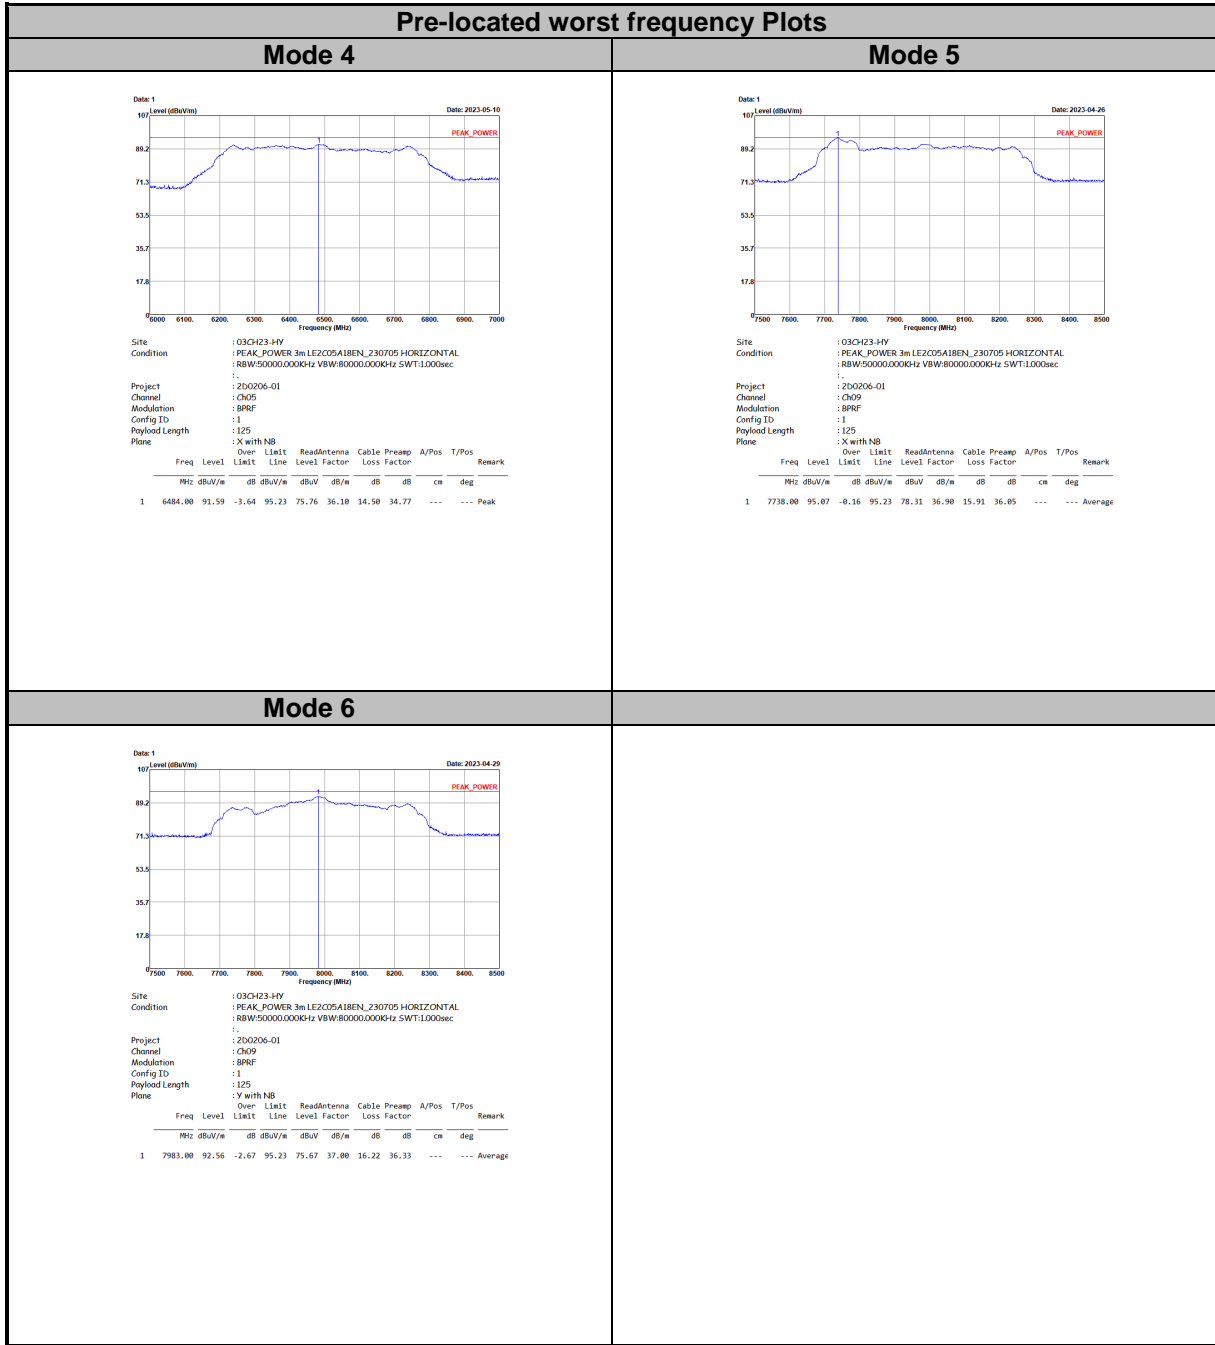 Pre-located worst frequency Plots
Mode 4
Data: 1
Level (dBuV/m)
Date: 2023-05-10
107
PEAK_POWER
1
89.2
71.3
53.5
35.7
17.8
0
6000 6100. 6200. 6300. 6400. 6500. 6600. 6700. 6800. 6900. 7000
Frequency (MHz)
Site : 03CH23-HY
Condition : PEAK_POWER 3m LE2C05A18EN_230705 HORIZONTAL
: RBW:50000.000KHz VBW:80000.000KHz SWT:1.000sec
: .
Project : 2D0206-01
Channel : Ch05
Modulation : BPRF
Config ID : 1
Payload Length : 125
Plane : X with NB
Over Limit ReadAntenna Cable Preamp A/Pos T/Pos
Freq Level Limit Line Level Factor Loss Factor Remark
MHz dBuV/m dB dBuV/m dBuV dB/m dB dB cm deg
1 6484.00 91.59 -3.64 95.23 75.76 36.10 14.50 34.77 --- --- Peak
Mode 5
Data: 1
Level (dBuV/m)
Date: 2023-04-26
107
PEAK_POWER
1
89.2
71.3
53.5
35.7
17.8
0
7500 7600. 7700. 7800. 7900. 8000. 8100. 8200. 8300. 8400. 8500
Frequency (MHz)
Site : 03CH23-HY
Condition : PEAK_POWER 3m LE2C05A18EN_230705 HORIZONTAL
: RBW:50000.000KHz VBW:80000.000KHz SWT:1.000sec
: .
Project : 2D0206-01
Channel : Ch09
Modulation : BPRF
Config ID : 1
Payload Length : 125
Plane : X with NB
Over Limit ReadAntenna Cable Preamp A/Pos T/Pos
Freq Level Limit Line Level Factor Loss Factor Remark
MHz dBuV/m dB dBuV/m dBuV dB/m dB dB cm deg
1 7738.00 95.07 -0.16 95.23 78.31 36.90 15.91 36.05 --- --- Average
Mode 6
Data: 1
Level (dBuV/m)
Date: 2023-04-29
107
PEAK_POWER
1
89.2
71.3
53.5
35.7
17.8
0
7500 7600. 7700. 7800. 7900. 8000. 8100. 8200. 8300. 8400. 8500
Frequency (MHz)
Site : 03CH23-HY
Condition : PEAK_POWER 3m LE2C05A18EN_230705 HORIZONTAL
: RBW:50000.000KHz VBW:80000.000KHz SWT:1.000sec
: .
Project : 2D0206-01
Channel : Ch09
Modulation : BPRF
Config ID : 1
Payload Length : 125
Plane : Y with NB
Over Limit ReadAntenna Cable Preamp A/Pos T/Pos
Freq Level Limit Line Level Factor Loss Factor Remark
MHz dBuV/m dB dBuV/m dBuV dB/m dB dB cm deg
1 7983.00 92.56 -2.67 95.23 75.67 37.00 16.22 36.33 --- --- Average